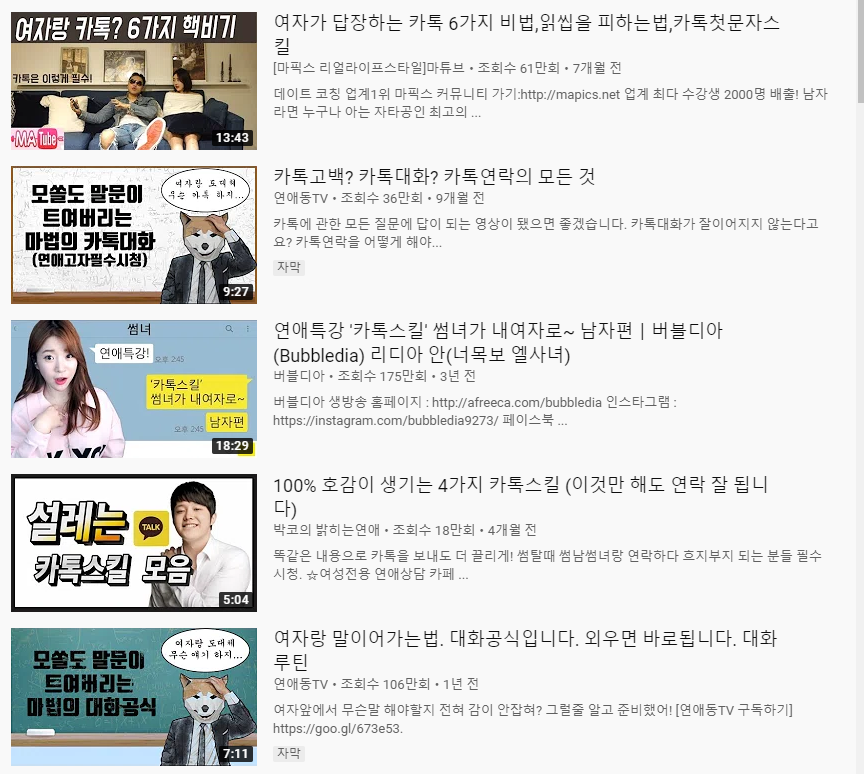 여자랑 카톡? 6가지 핵비기
카톡은 이렇게 필수!
MA Tube
13:43
여자가 답장하는 카톡 6가지 비법,읽씹을 피하는법,카톡첫문자스
킬
[마픽스 리얼라이프스타일]마튜브 • 조회수 61만회 • 7개월 전
데이트 코칭 업계1위 마픽스 커뮤니티 가기:http://mapics.net 업계 최다 수강생 2000명 배출! 남자
라면 누구나 아는 자타공인 최고의 ...
모쏠도 말문이
트여버리는
마법의 카톡대화
(연애고자필수시청)
여자랑 도대체
무슨 카톡 하지...
9:27
카톡고백? 카톡대화? 카톡연락의 모든 것
연애동TV • 조회수 36만회 • 9개월 전
카톡에 관한 모든 질문에 답이 되는 영상이 됐으면 좋겠습니다. 카톡대화가 잘이어지지 않는다고
요? 카톡연락을 어떻게 해야...
자막
썸녀
연애특강!
오후 2:45
'카톡스킬'
썸녀가 내여자로~
오후 2:45
남자편
18:29
연애특강 '카톡스킬' 썸녀가 내여자로~ 남자편 | 버블디아
(Bubbledia) 리디아 안(너목보 엘사녀)
버블디아 • 조회수 175만회 • 3년 전
버블디아 생방송 홈페이지 : http://afreeca.com/bubbledia 인스타그램 :
https://instagram.com/bubbledia9273/ 페이스북 ...
설레는
TALK
카톡스킬 모음
5:04
100% 호감이 생기는 4가지 카톡스킬 (이것만 해도 연락 잘 됩니
다)
박코의 밝히는연애 • 조회수 18만회 • 4개월 전
똑같은 내용으로 카톡을 보내도 더 끌리게! 썸탈때 썸남썸녀랑 연락하다 흐지부지 되는 분들 필수
시청. ☆여성전용 연애상담 카페 ...
모쏠도 말문이
트여버리는
마법의 대화공식
여자랑 도대체
무슨 얘기 하지...
7:11
여자랑 말이어가는법. 대화공식입니다. 외우면 바로됩니다. 대화
루틴
연애동TV • 조회수 106만회 • 1년 전
여자앞에서 무슨말 해야할지 전혀 감이 안잡혀? 그럴줄 알고 준비했어! [연애동TV 구독하기]
https://goo.gl/673e53.
자막